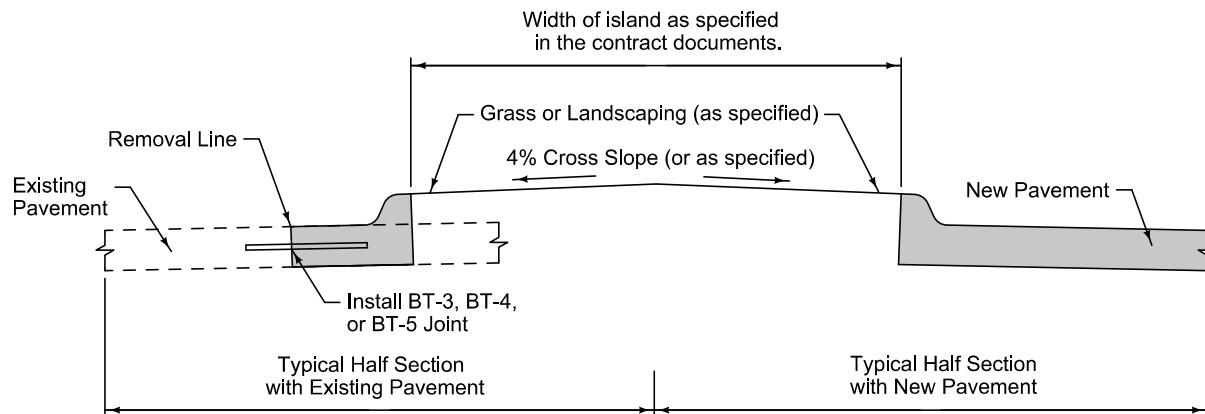 Width of island as specified
in the contract documents.
Grass or Landscaping (as specified)
Removal Line
4% Cross Slope (or as specified)
Existing
Pavement
New Pavement
Install BT-3, BT-4,
or BT-5 Joint
Typical Half Section
with Existing Pavement
Typical Half Section
with New Pavement